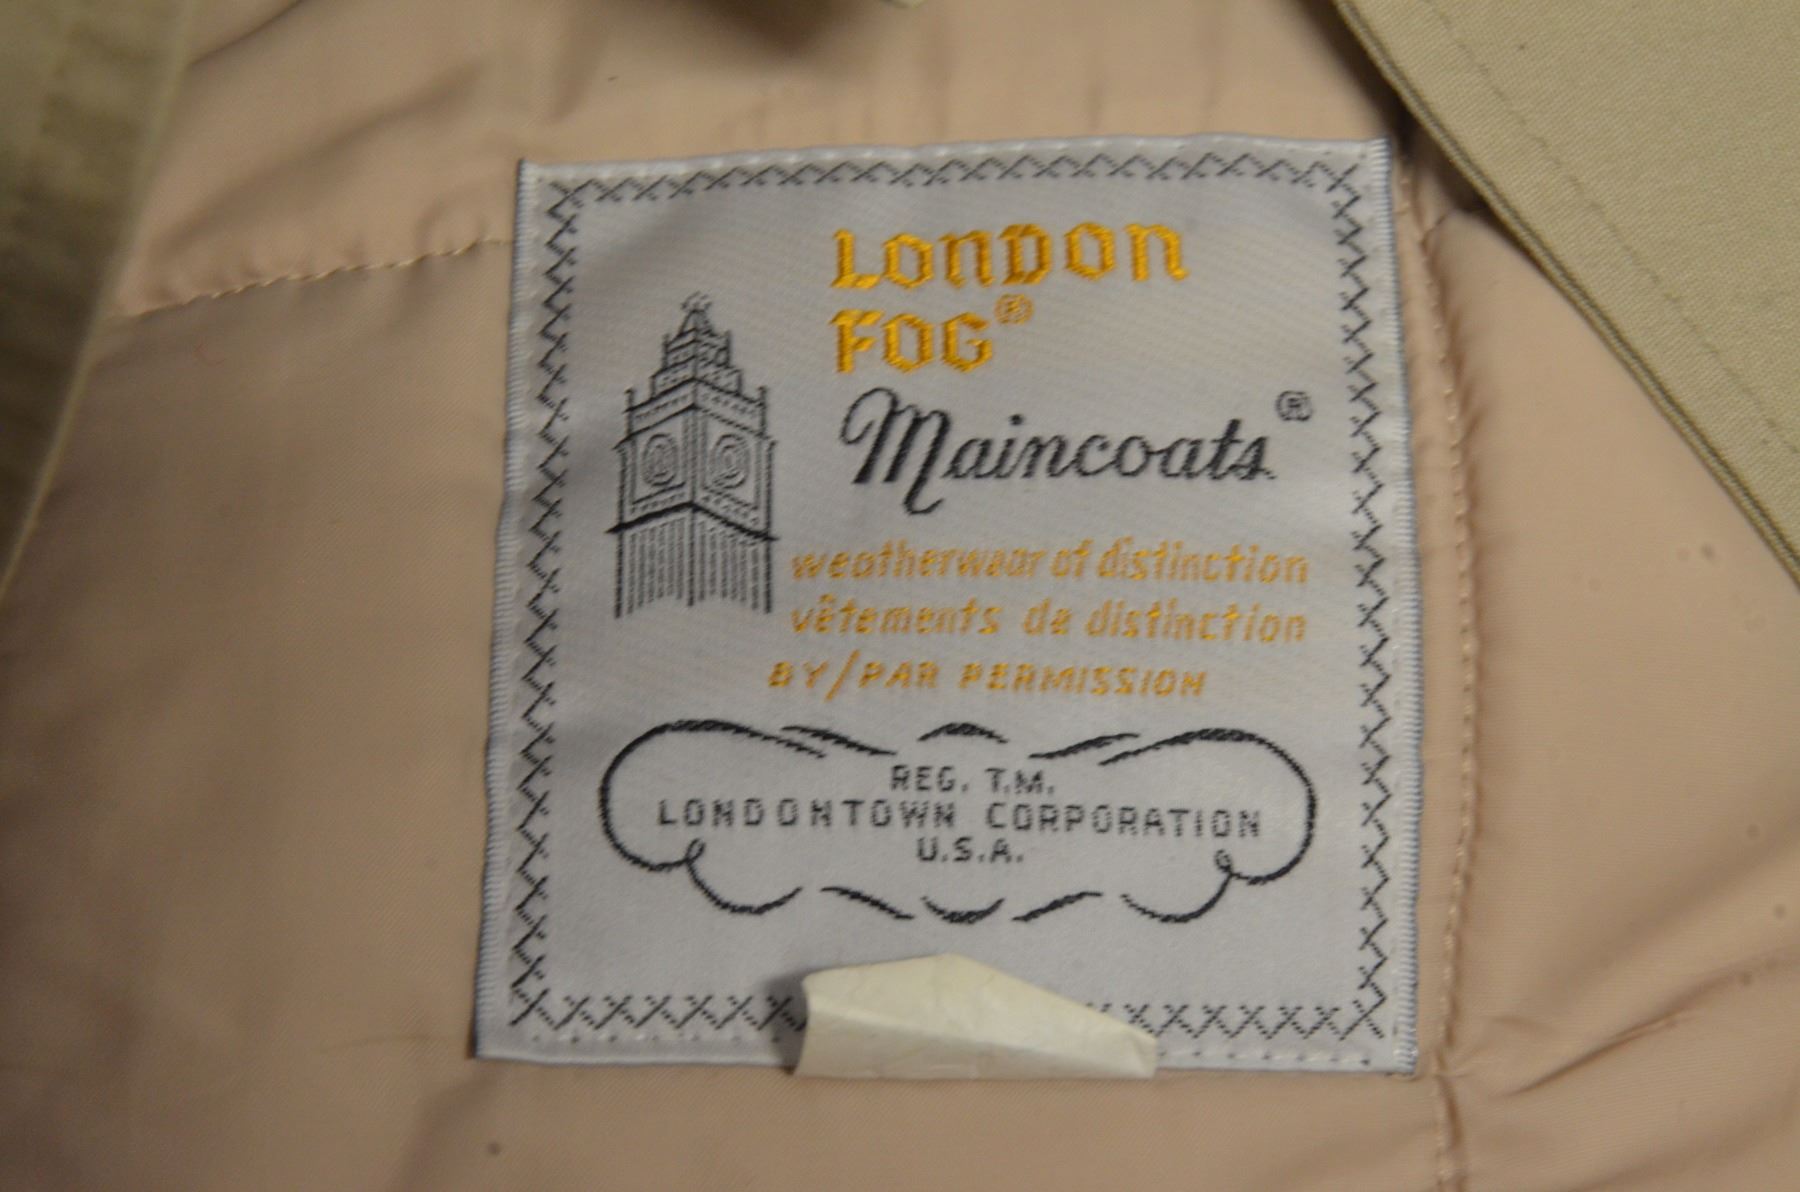 LONDON
FOG®
Maincoats®
weatherwear of distinction
vêtements de distinction
BY/PAR PERMISSION
REG. T.M.
LONDONTOWN CORPORATION
U.S.A.